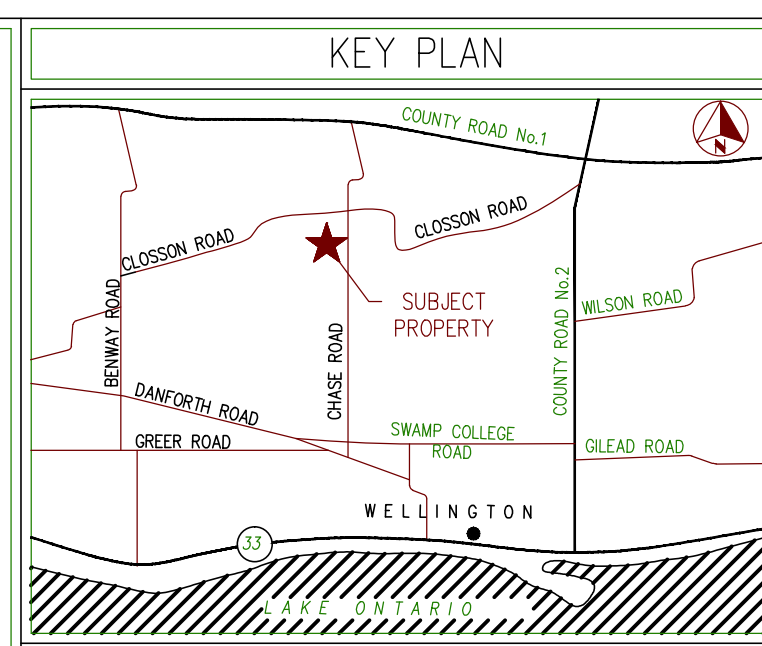 KEY PLAN
COUNTY ROAD No.1
N
CLOSSON ROAD
CLOSSON ROAD
BENWAY ROAD
SUBJECT
PROPERTY
CHASE ROAD
COUNTY ROAD No.2
WILSON ROAD
DANFORTH ROAD
GREER ROAD
SWAMP COLLEGE
ROAD
GILEAD ROAD
WELLINGTON
33
LAKE ONTARIO